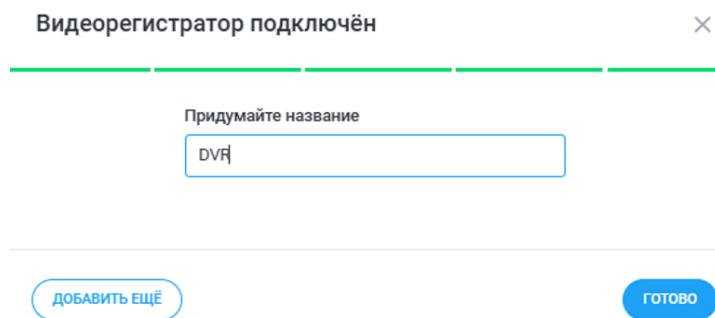 Видеорегистратор подключён
Придумайте название
DVR
ДОБАВИТЬ ЕЩЁ
ГОТОВО